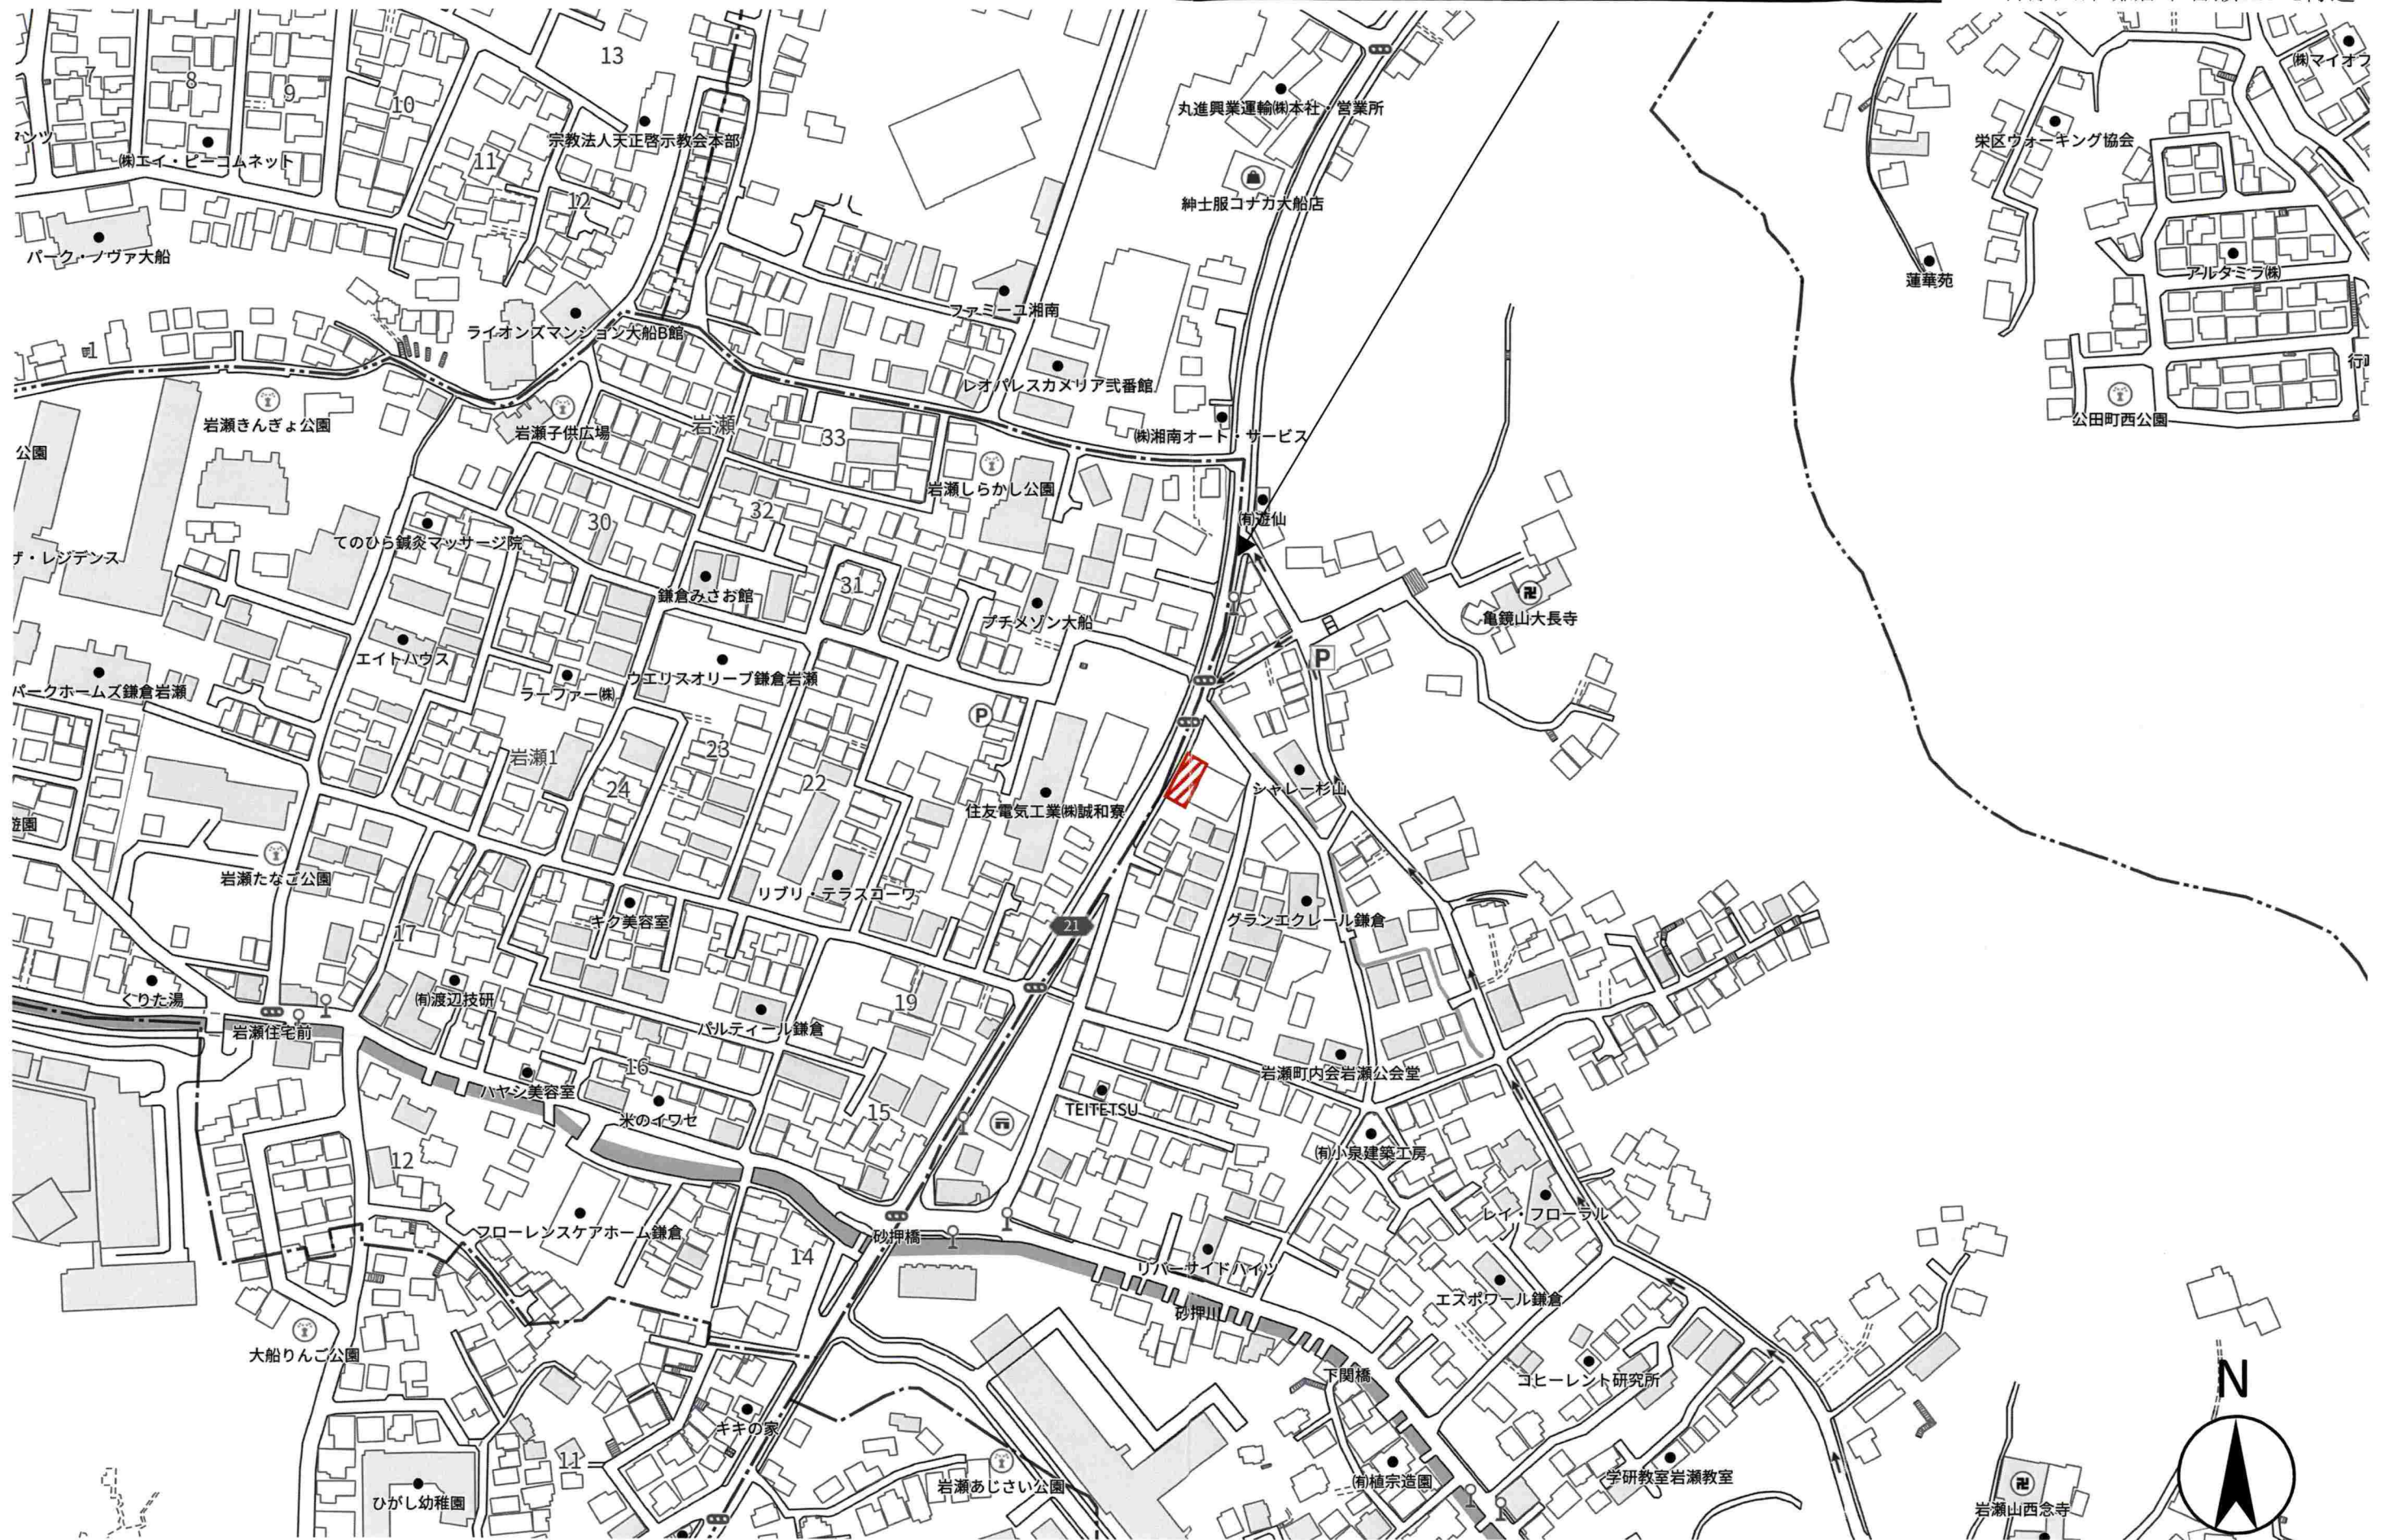 13
7
8
9
10
丸進興業運輸㈱本社・営業所
栄区ウォーキング協会
宗教法人天正啓示教会本部
㈱エイ・ピーコムネット
11
12
紳士服コナカ大船店
パーク・ノヴァ大船
蓮華苑
アルタミラ㈱
ファミーユ湘南
ライオンズマンション大船B館
1
レオパレスカメリア弐番館
岩瀬きんぎょ公園
岩瀬子供広場
岩瀬
33
㈱湘南オート・サービス
公田町西公園
公園
岩瀬しらかし公園
30
32
㈲遊仙
てのひら鍼灸マッサージ院
ザ・レジデンス
31
鎌倉みさお館
プチメゾン大船
卍
亀鏡山大長寺
エイトハウス
P
ウエリスオリーブ鎌倉岩瀬
パークホームズ鎌倉岩瀬
ラーファー㈱
P
岩瀬1
23
22
24
シャレー杉山
住友電気工業㈱誠和寮
遊園
岩瀬たなご公園
リブリ・テラスコーワ
キク美容室
21
グランエクレール鎌倉
17
くりた湯
㈲渡辺技研
19
パルティール鎌倉
岩瀬住宅前
16
岩瀬町内会岩瀬公会堂
ハヤシ美容室
米のイワセ
15
TEITETSU
㈲小泉建築工房
12
レイ・フローラル
フローレンスケアホーム鎌倉
砂押橋
14
リバーサイドハイツ
エスポワール鎌倉
砂押川
大船りんご公園
下関橋
コヒーレント研究所
N
キキの家
11
岩瀬あじさい公園
㈲植宗造園
学研教室岩瀬教室
ひがし幼稚園
卍
岩瀬山西念寺